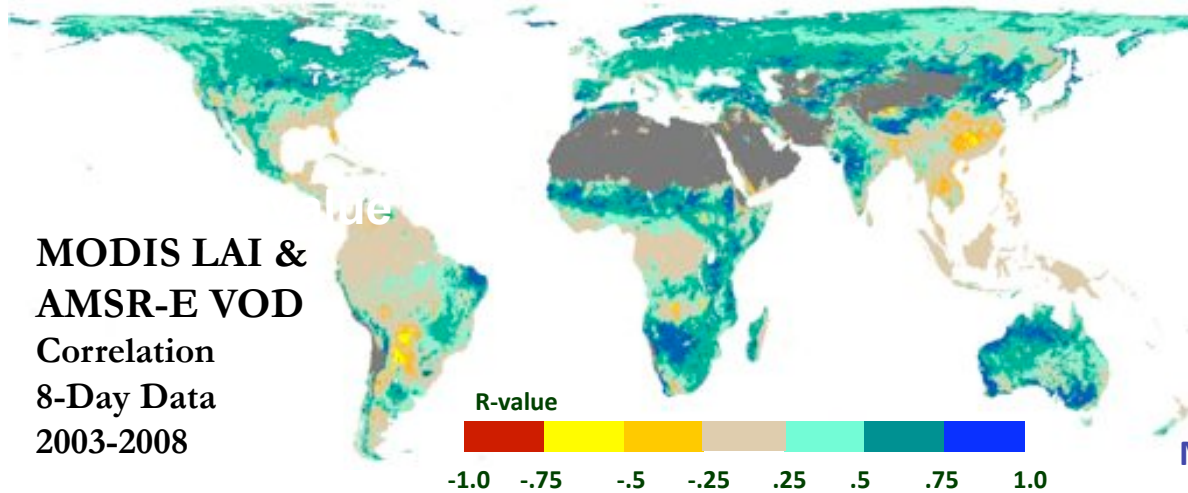 lue
MODIS LAI &
AMSR-E VOD
Correlation
8-Day Data
2003-2008
R-value
-1.0 -.75 -.5 -.25 .25 .5 .75 1.0